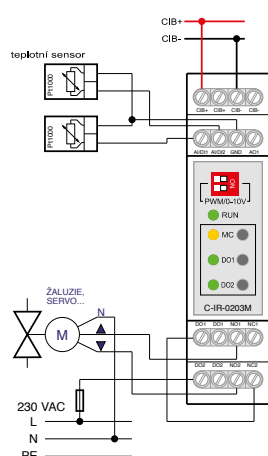 CIB+
CIB-
teplotní sensor
Pt1000
Pt1000
CIB+ CIB- CIB+ CIB-
AI/DI1 AI/DI2 GND AO1
ON
PWM/0-10V
RUN
MC
DO1
DO2
C-IR-0203M
ŽALUZIE,
SERVO...
N
M
DO1 DO1 NO1 NC1
DO2 DO2 NO2 NC2
230 VAC
L
N
PE